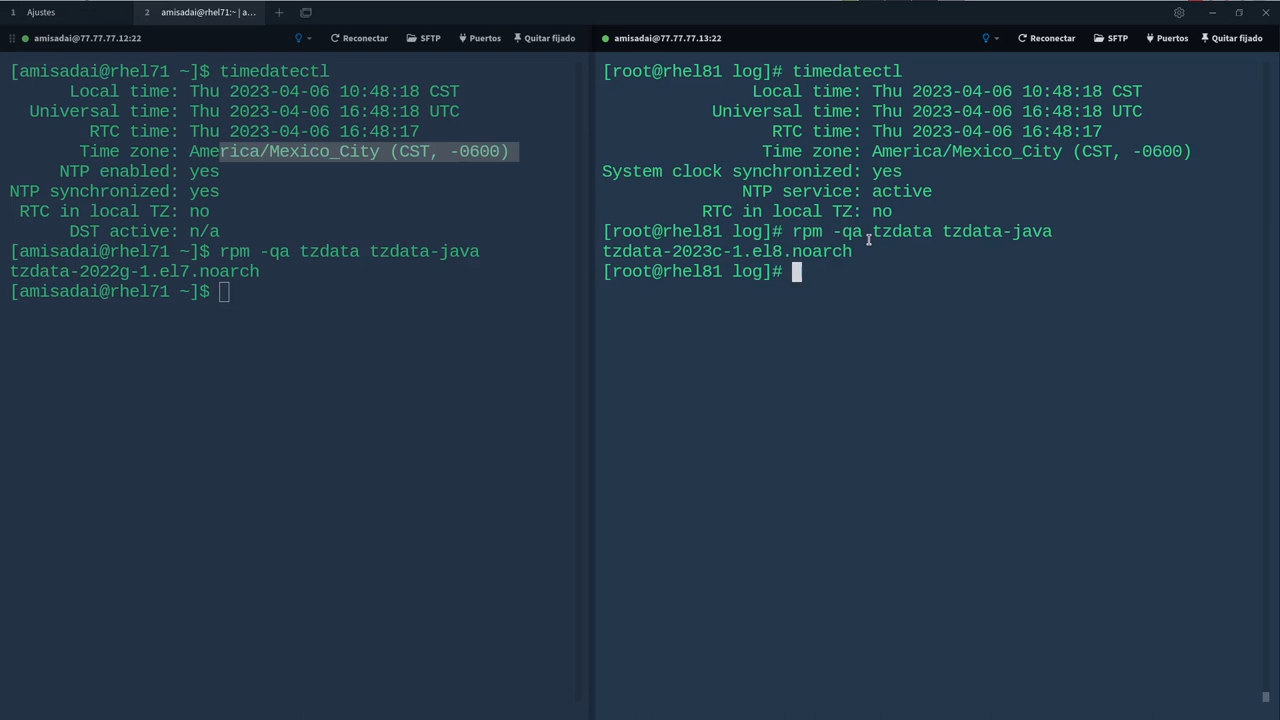 1 Ajustes
2 amisadai@rhel71:~ | a...
amisadai@77.77.77.12:22
Reconectar
SFTP
Puertos
Quitar fijado
[amisadai@rhel71 ~]$ timedatectl
Local time: Thu 2023-04-06 10:48:18 CST
Universal time: Thu 2023-04-06 16:48:18 UTC
RTC time: Thu 2023-04-06 16:48:17
Time zone: America/Mexico_City (CST, -0600)
NTP enabled: yes
NTP synchronized: yes
RTC in local TZ: no
DST active: n/a
[amisadai@rhel71 ~]$ rpm -qa tzdata tzdata-java
tzdata-2022g-1.el7.noarch
[amisadai@rhel71 ~]$
amisadai@77.77.77.13:22
Reconectar
SFTP
Puertos
Quitar fijado
[root@rhel81 log]# timedatectl
Local time: Thu 2023-04-06 10:48:18 CST
Universal time: Thu 2023-04-06 16:48:18 UTC
RTC time: Thu 2023-04-06 16:48:17
Time zone: America/Mexico_City (CST, -0600)
System clock synchronized: yes
NTP service: active
RTC in local TZ: no
[root@rhel81 log]# rpm -qa tzdata tzdata-java
tzdata-2023c-1.el8.noarch
[root@rhel81 log]#